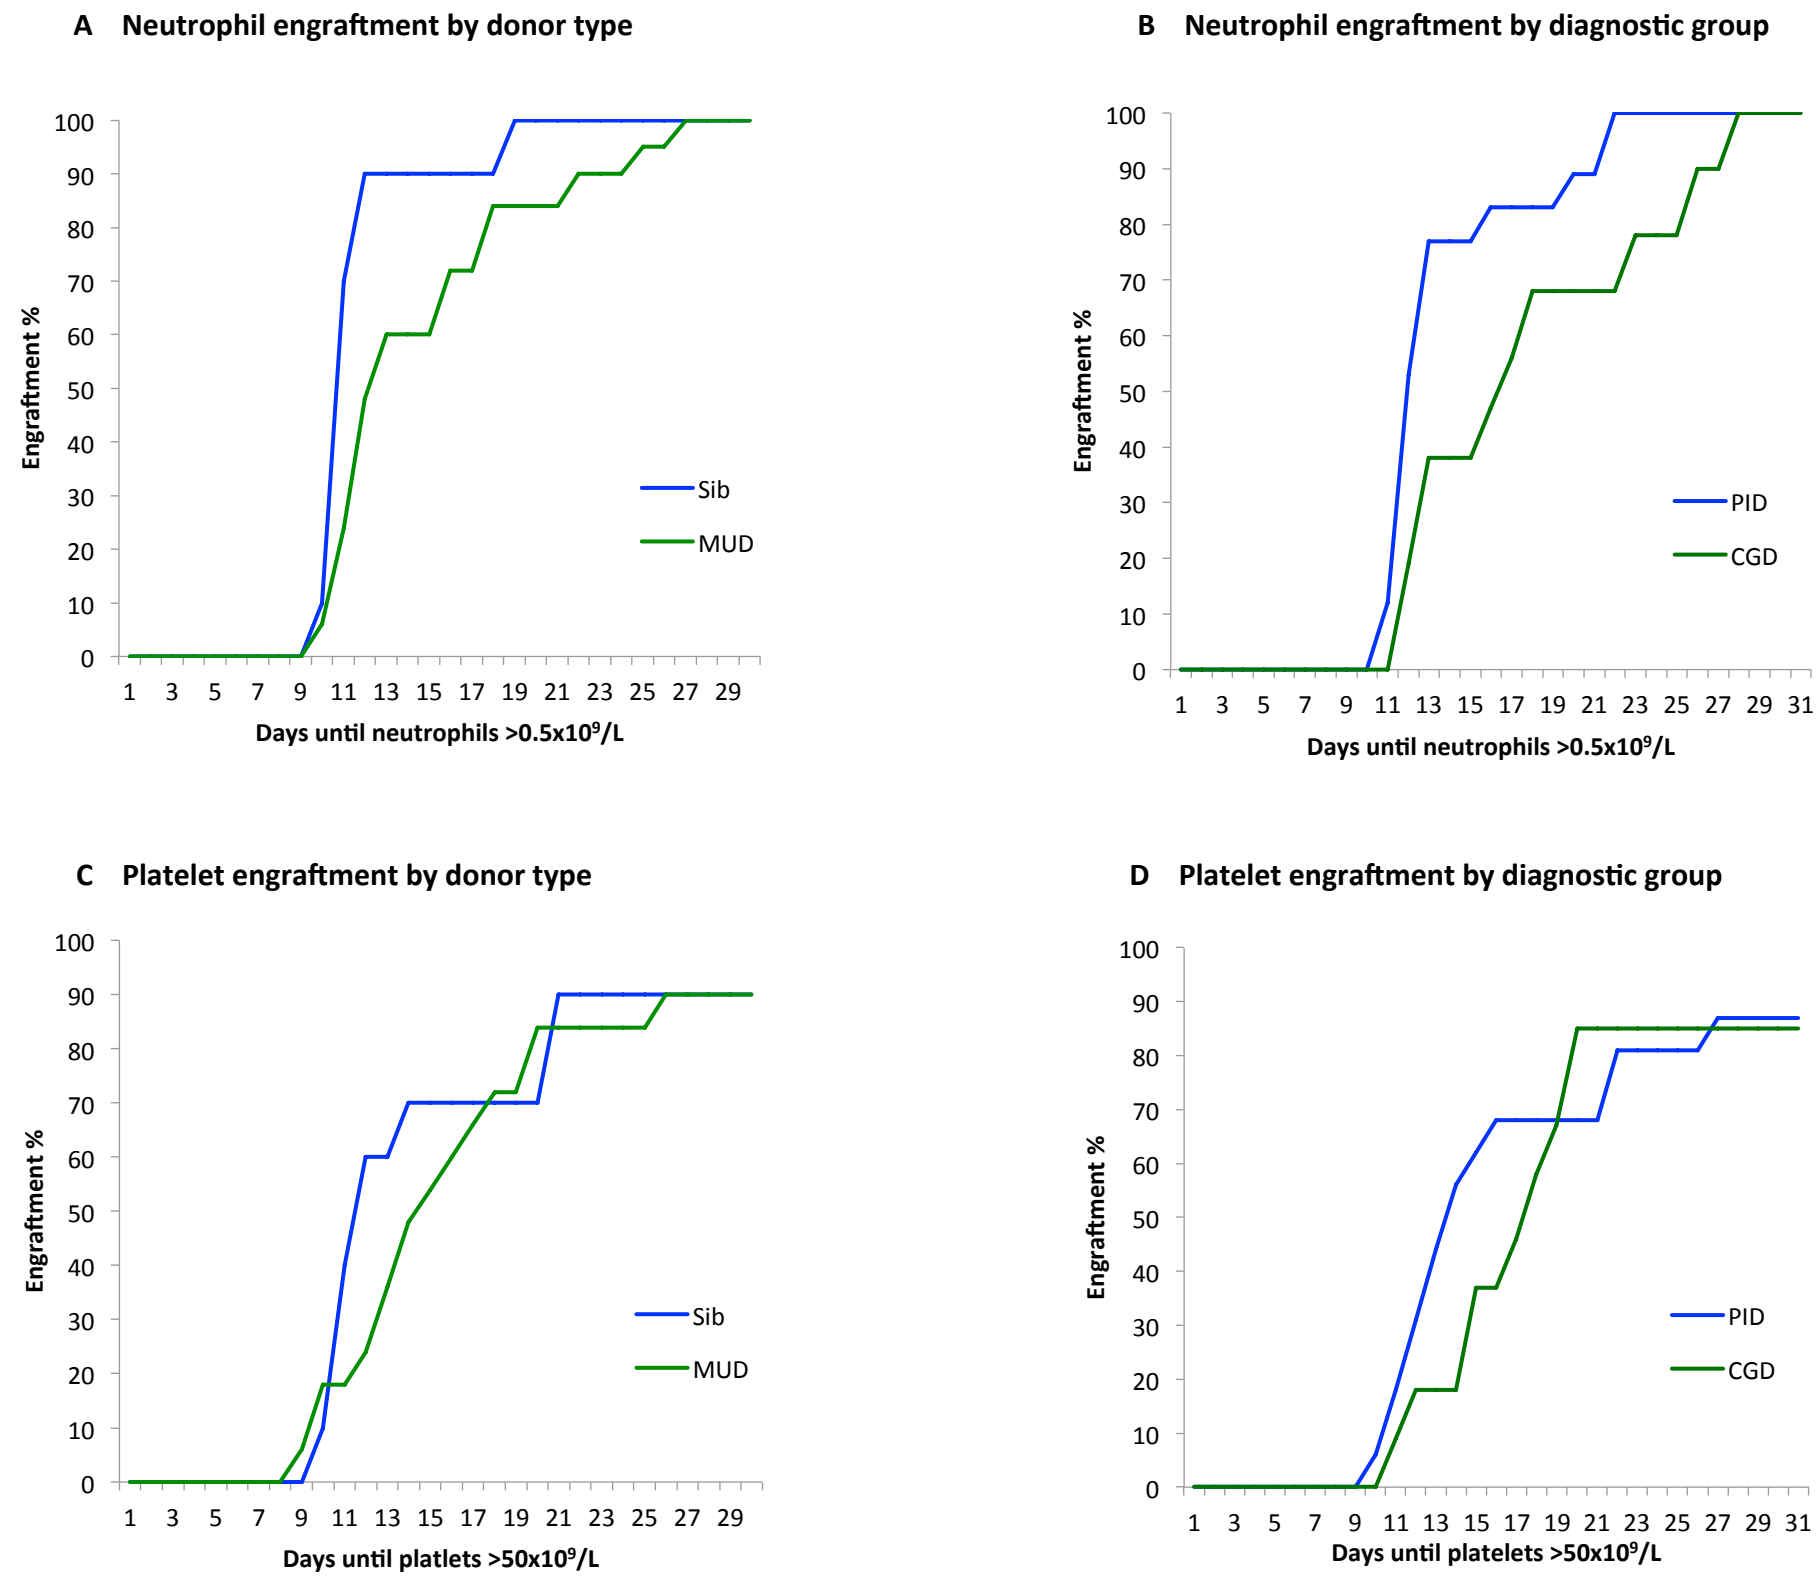 A Neutrophil engraftment by donor type
100
90
80
70
60
50
40
30
20
10
0
Engraftment %
Sib
MUD
1 3 5 7 9 11 13 15 17 19 21 23 25 27 29
Days until neutrophils >0.5x10⁹/L
B Neutrophil engraftment by diagnostic group
100
90
80
70
60
50
40
30
20
10
0
Engraftment %
PID
CGD
1 3 5 7 9 11 13 15 17 19 21 23 25 27 29 31
Days until neutrophils >0.5x10⁹/L
C Platelet engraftment by donor type
100
90
80
70
60
50
40
30
20
10
0
Engraftment %
Sib
MUD
1 3 5 7 9 11 13 15 17 19 21 23 25 27 29
Days until platlets >50x10⁹/L
D Platelet engraftment by diagnostic group
100
90
80
70
60
50
40
30
20
10
0
Engraftment %
PID
CGD
1 3 5 7 9 11 13 15 17 19 21 23 25 27 29 31
Days until platelets >50x10⁹/L